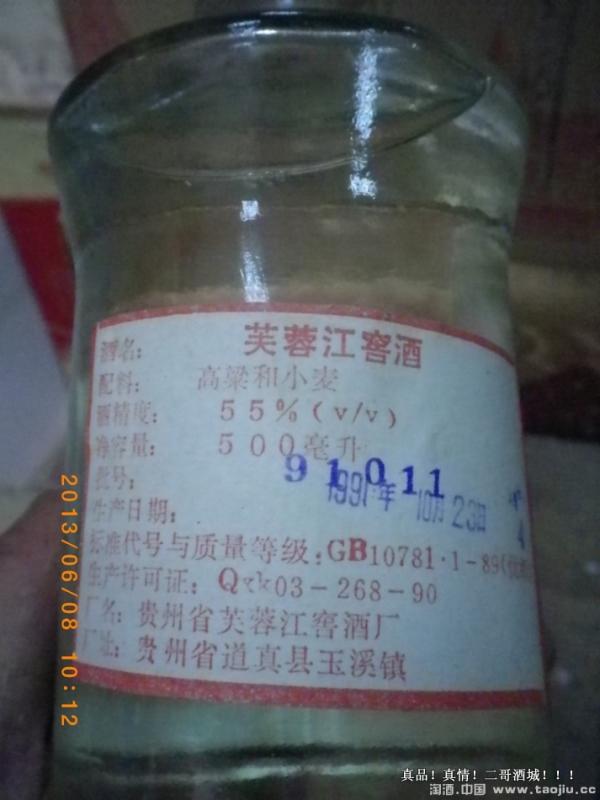 酒名: 芙蓉江窖酒
配料: 高粱和小麦
酒精度: 55%(v/v)
净容量: 500毫升
批号: 91011
生产日期: 1991年10月23日
标准代号与质量等级: GB10781·1-89
生产许可证: Qxk03-268-90
厂名: 贵州省芙蓉江窖酒厂
厂址: 贵州省道真县玉溪镇
2013/06/08 10:12
真品！真情！二哥酒城！！！
淘酒.中国 www.taojiu.cc